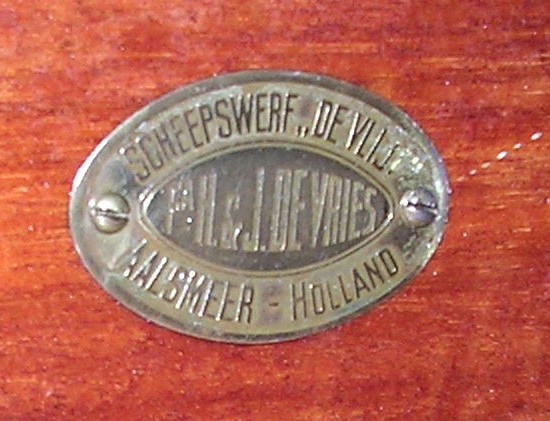 SCHEEPSWERF „DE VLIJT"
FA H. & J. DE VRIES
AALSMEER - HOLLAND